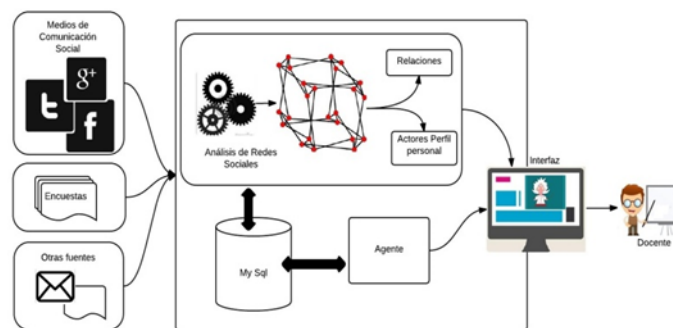 Medios de
Comunicación
Social
g+
t
f
Encuestas
Otras fuentes
Análisis de Redes
Sociales
Relaciones
Actores Perfil
personal
My Sql
Agente
Interfaz
Docente